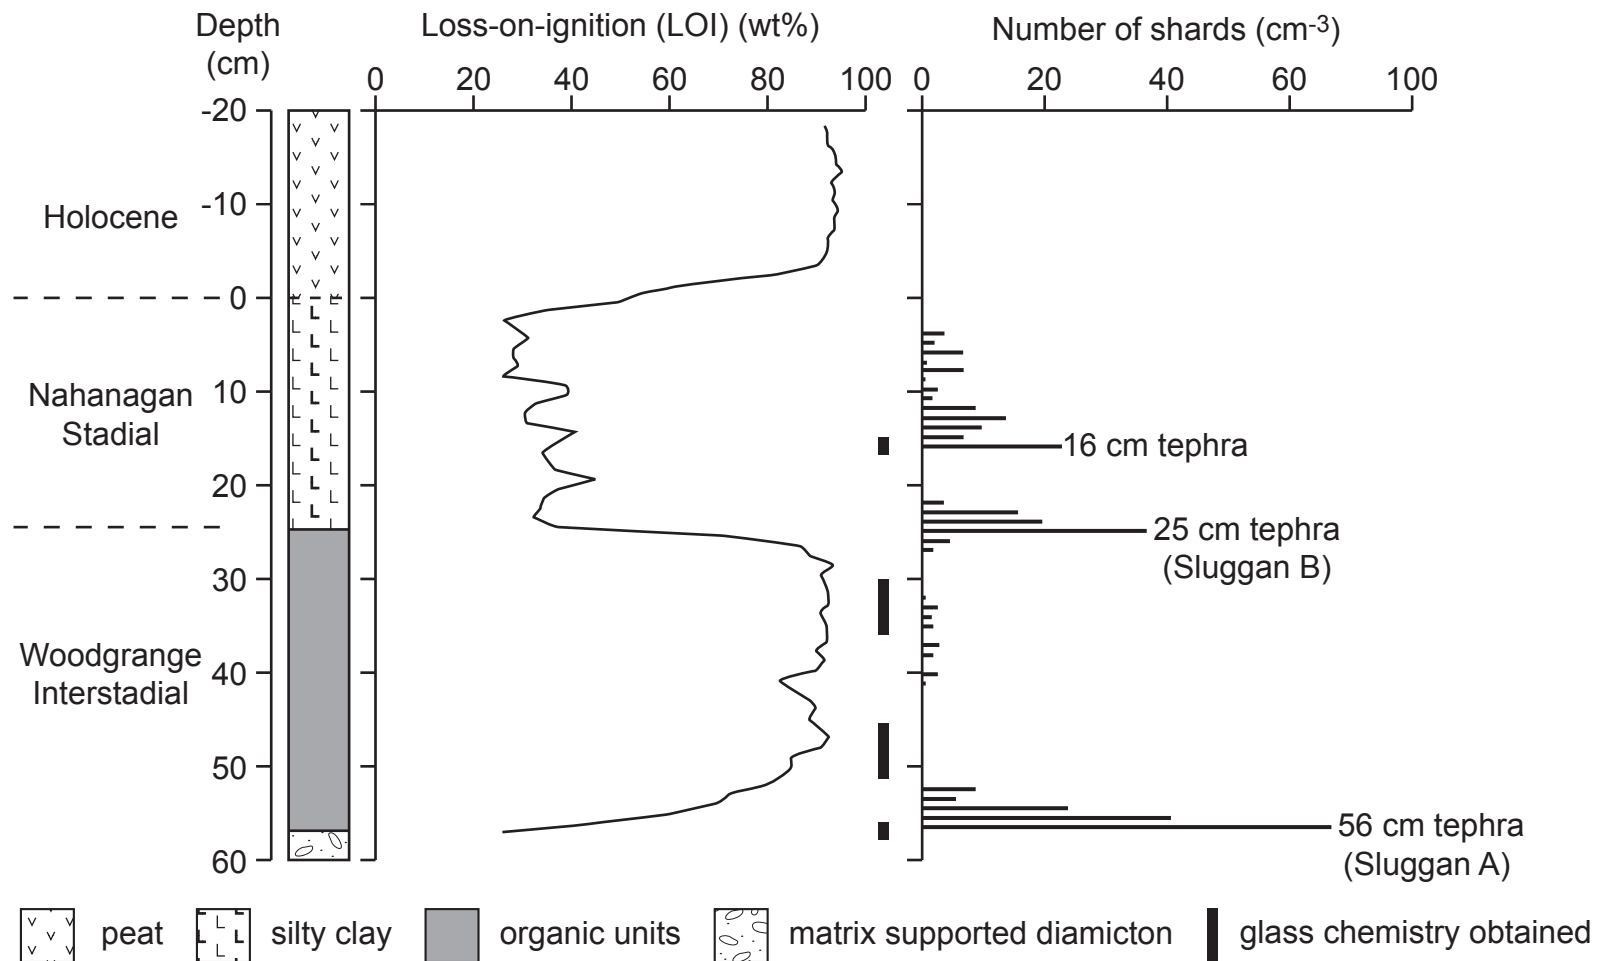 Depth
(cm)
Loss-on-ignition (LOI) (wt%)
Number of shards (cm-3)
0 20 40 60 80 100
0 20 40 60 100
-20
-10
0
10
20
30
40
50
60
Holocene
Nahanagan
Stadial
Woodgrange
Interstadial
16 cm tephra
25 cm tephra
(Sluggan B)
56 cm tephra
(Sluggan A)
peat
silty clay
organic units
matrix supported diamicton
glass chemistry obtained